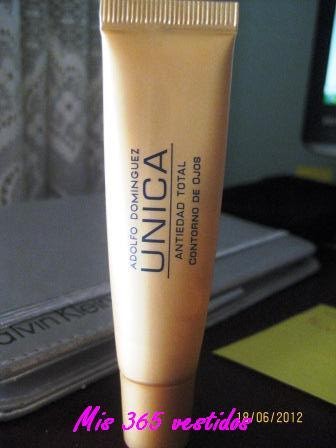 ADOLFO DOMINGUEZ
UNICA
ANTIEDAD TOTAL
CONTORNO DE OJOS
Calvin Klein
Mis 365 vestidos
18/06/2012